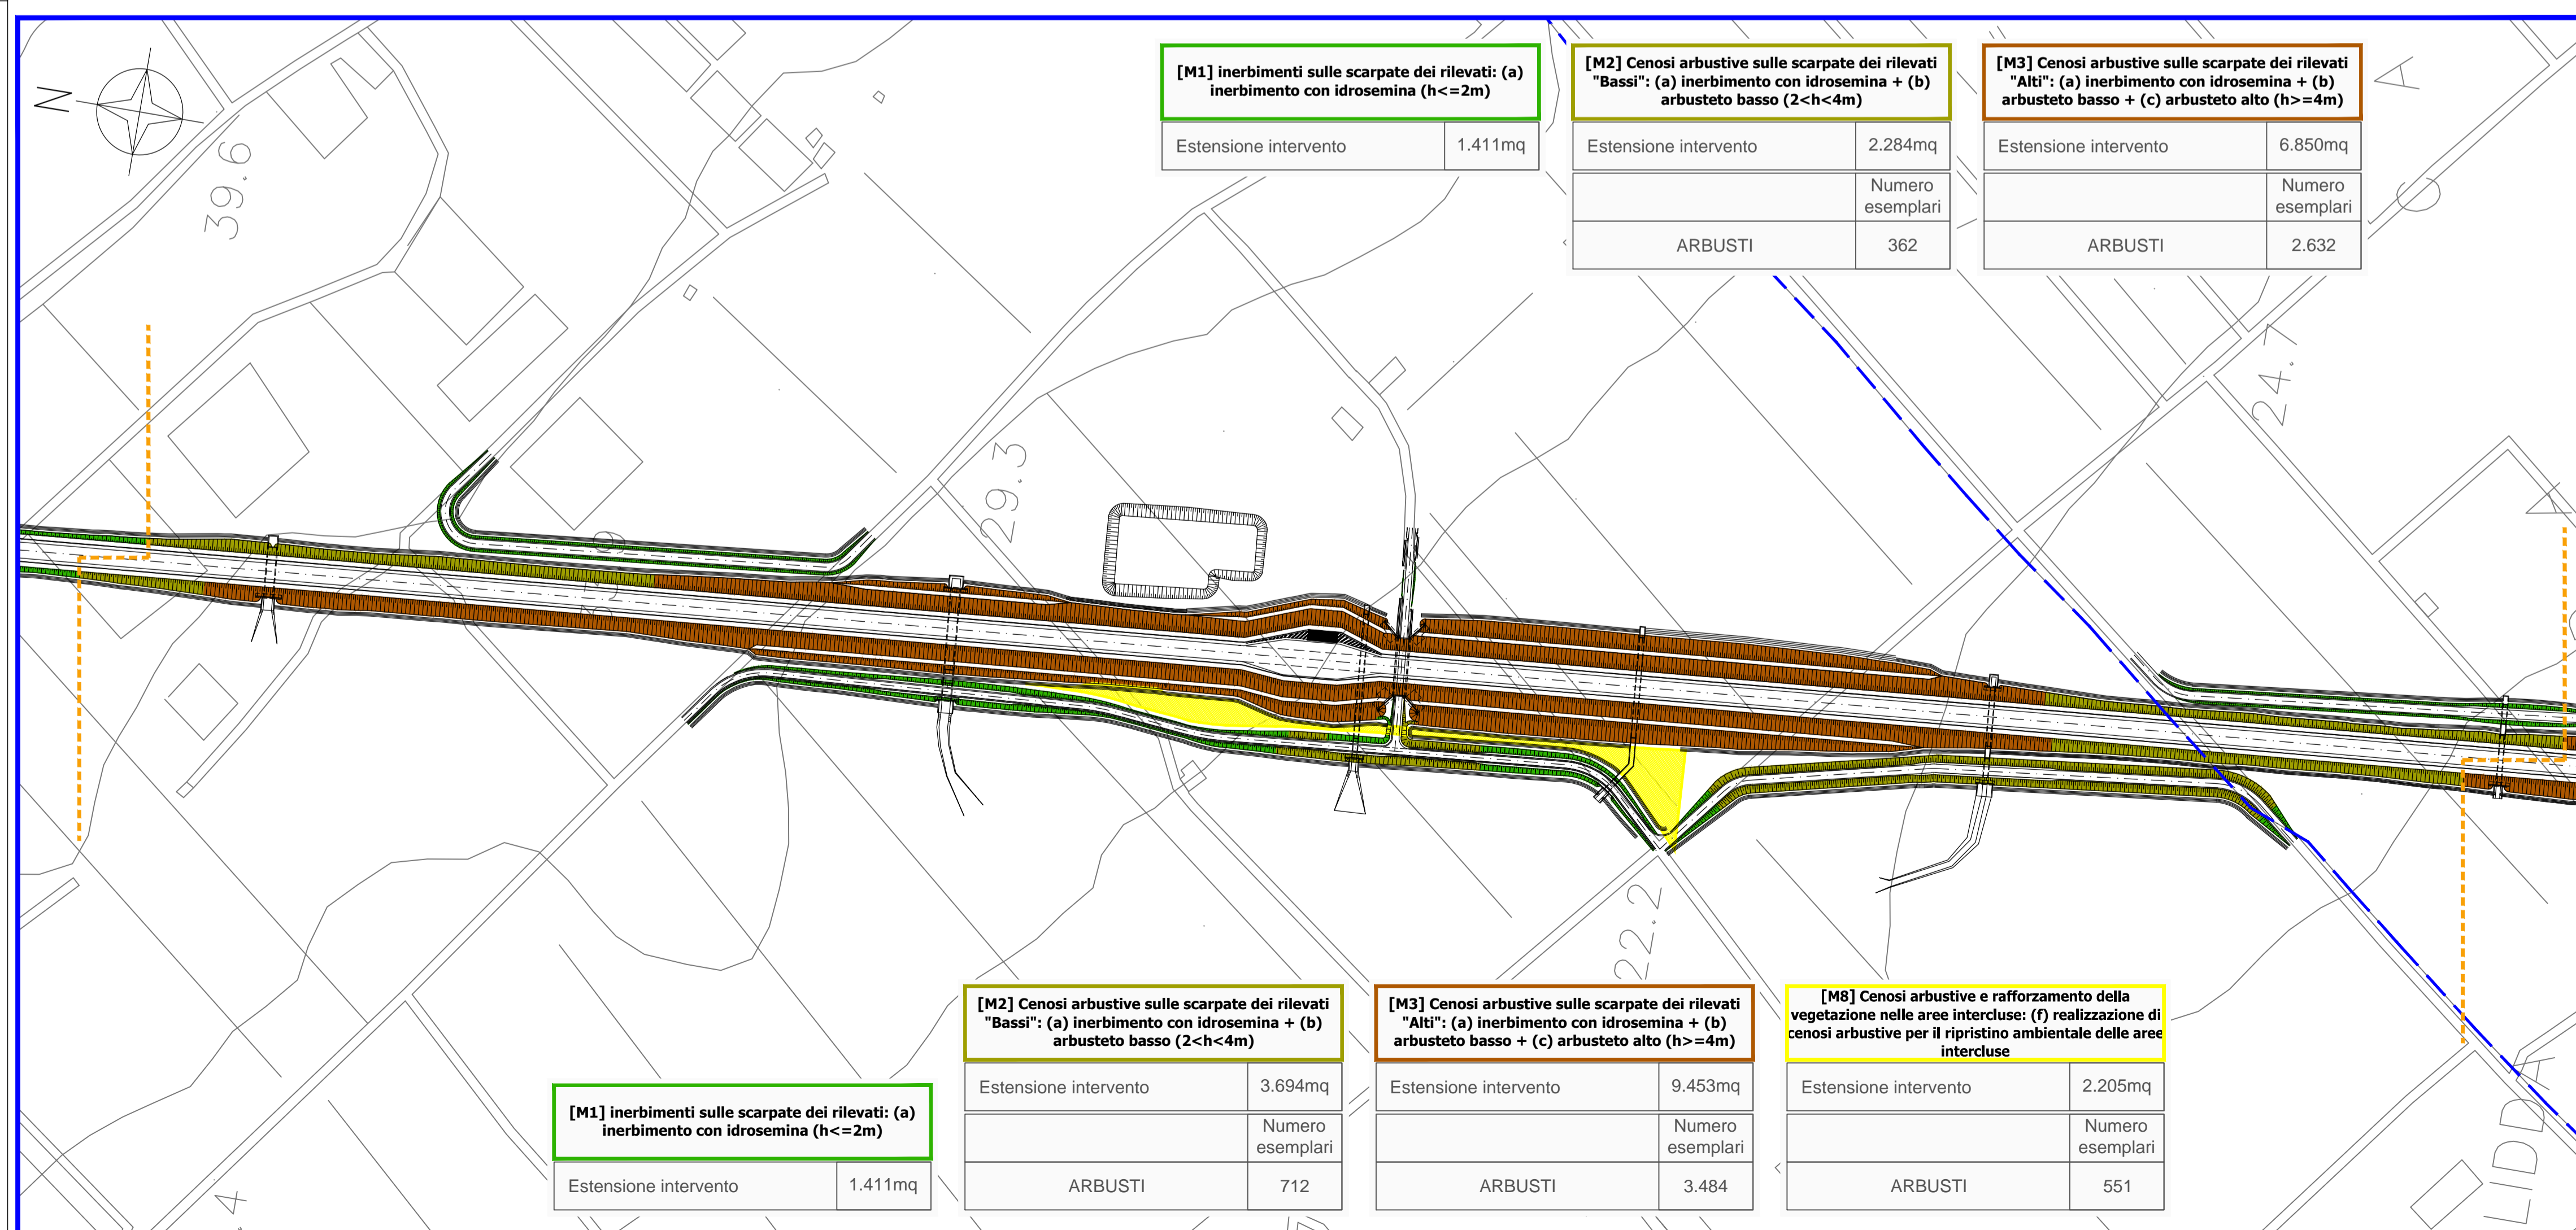 [M1] inerbimenti sulle scarpate dei rilevati: (a)
inerbimento con idrosemina (h<=2m)
Estensione intervento 1.411mq
[M2] Cenosi arbustive sulle scarpate dei rilevati
"Bassi": (a) inerbimento con idrosemina + (b)
arbusteto basso (2<h<4m)
Estensione intervento 2.284mq
Numero
esemplari
ARBUSTI 362
[M3] Cenosi arbustive sulle scarpate dei rilevati
"Alti": (a) inerbimento con idrosemina + (b)
arbusteto basso + (c) arbusteto alto (h>=4m)
Estensione intervento 6.850mq
Numero
esemplari
ARBUSTI 2.632
N
39.6
A
C
24.7
29.3
A
22.2
[M1] inerbimenti sulle scarpate dei rilevati: (a)
inerbimento con idrosemina (h<=2m)
Estensione intervento 1.411mq
[M2] Cenosi arbustive sulle scarpate dei rilevati
"Bassi": (a) inerbimento con idrosemina + (b)
arbusteto basso (2<h<4m)
Estensione intervento 3.694mq
Numero
esemplari
ARBUSTI 712
[M3] Cenosi arbustive sulle scarpate dei rilevati
"Alti": (a) inerbimento con idrosemina + (b)
arbusteto basso + (c) arbusteto alto (h>=4m)
Estensione intervento 9.453mq
Numero
esemplari
ARBUSTI 3.484
[M8] Cenosi arbustive e rafforzamento della
vegetazione nelle aree intercluse: (f) realizzazione di
cenosi arbustive per il ripristino ambientale delle aree
intercluse
Estensione intervento 2.205mq
Numero
esemplari
ARBUSTI 551